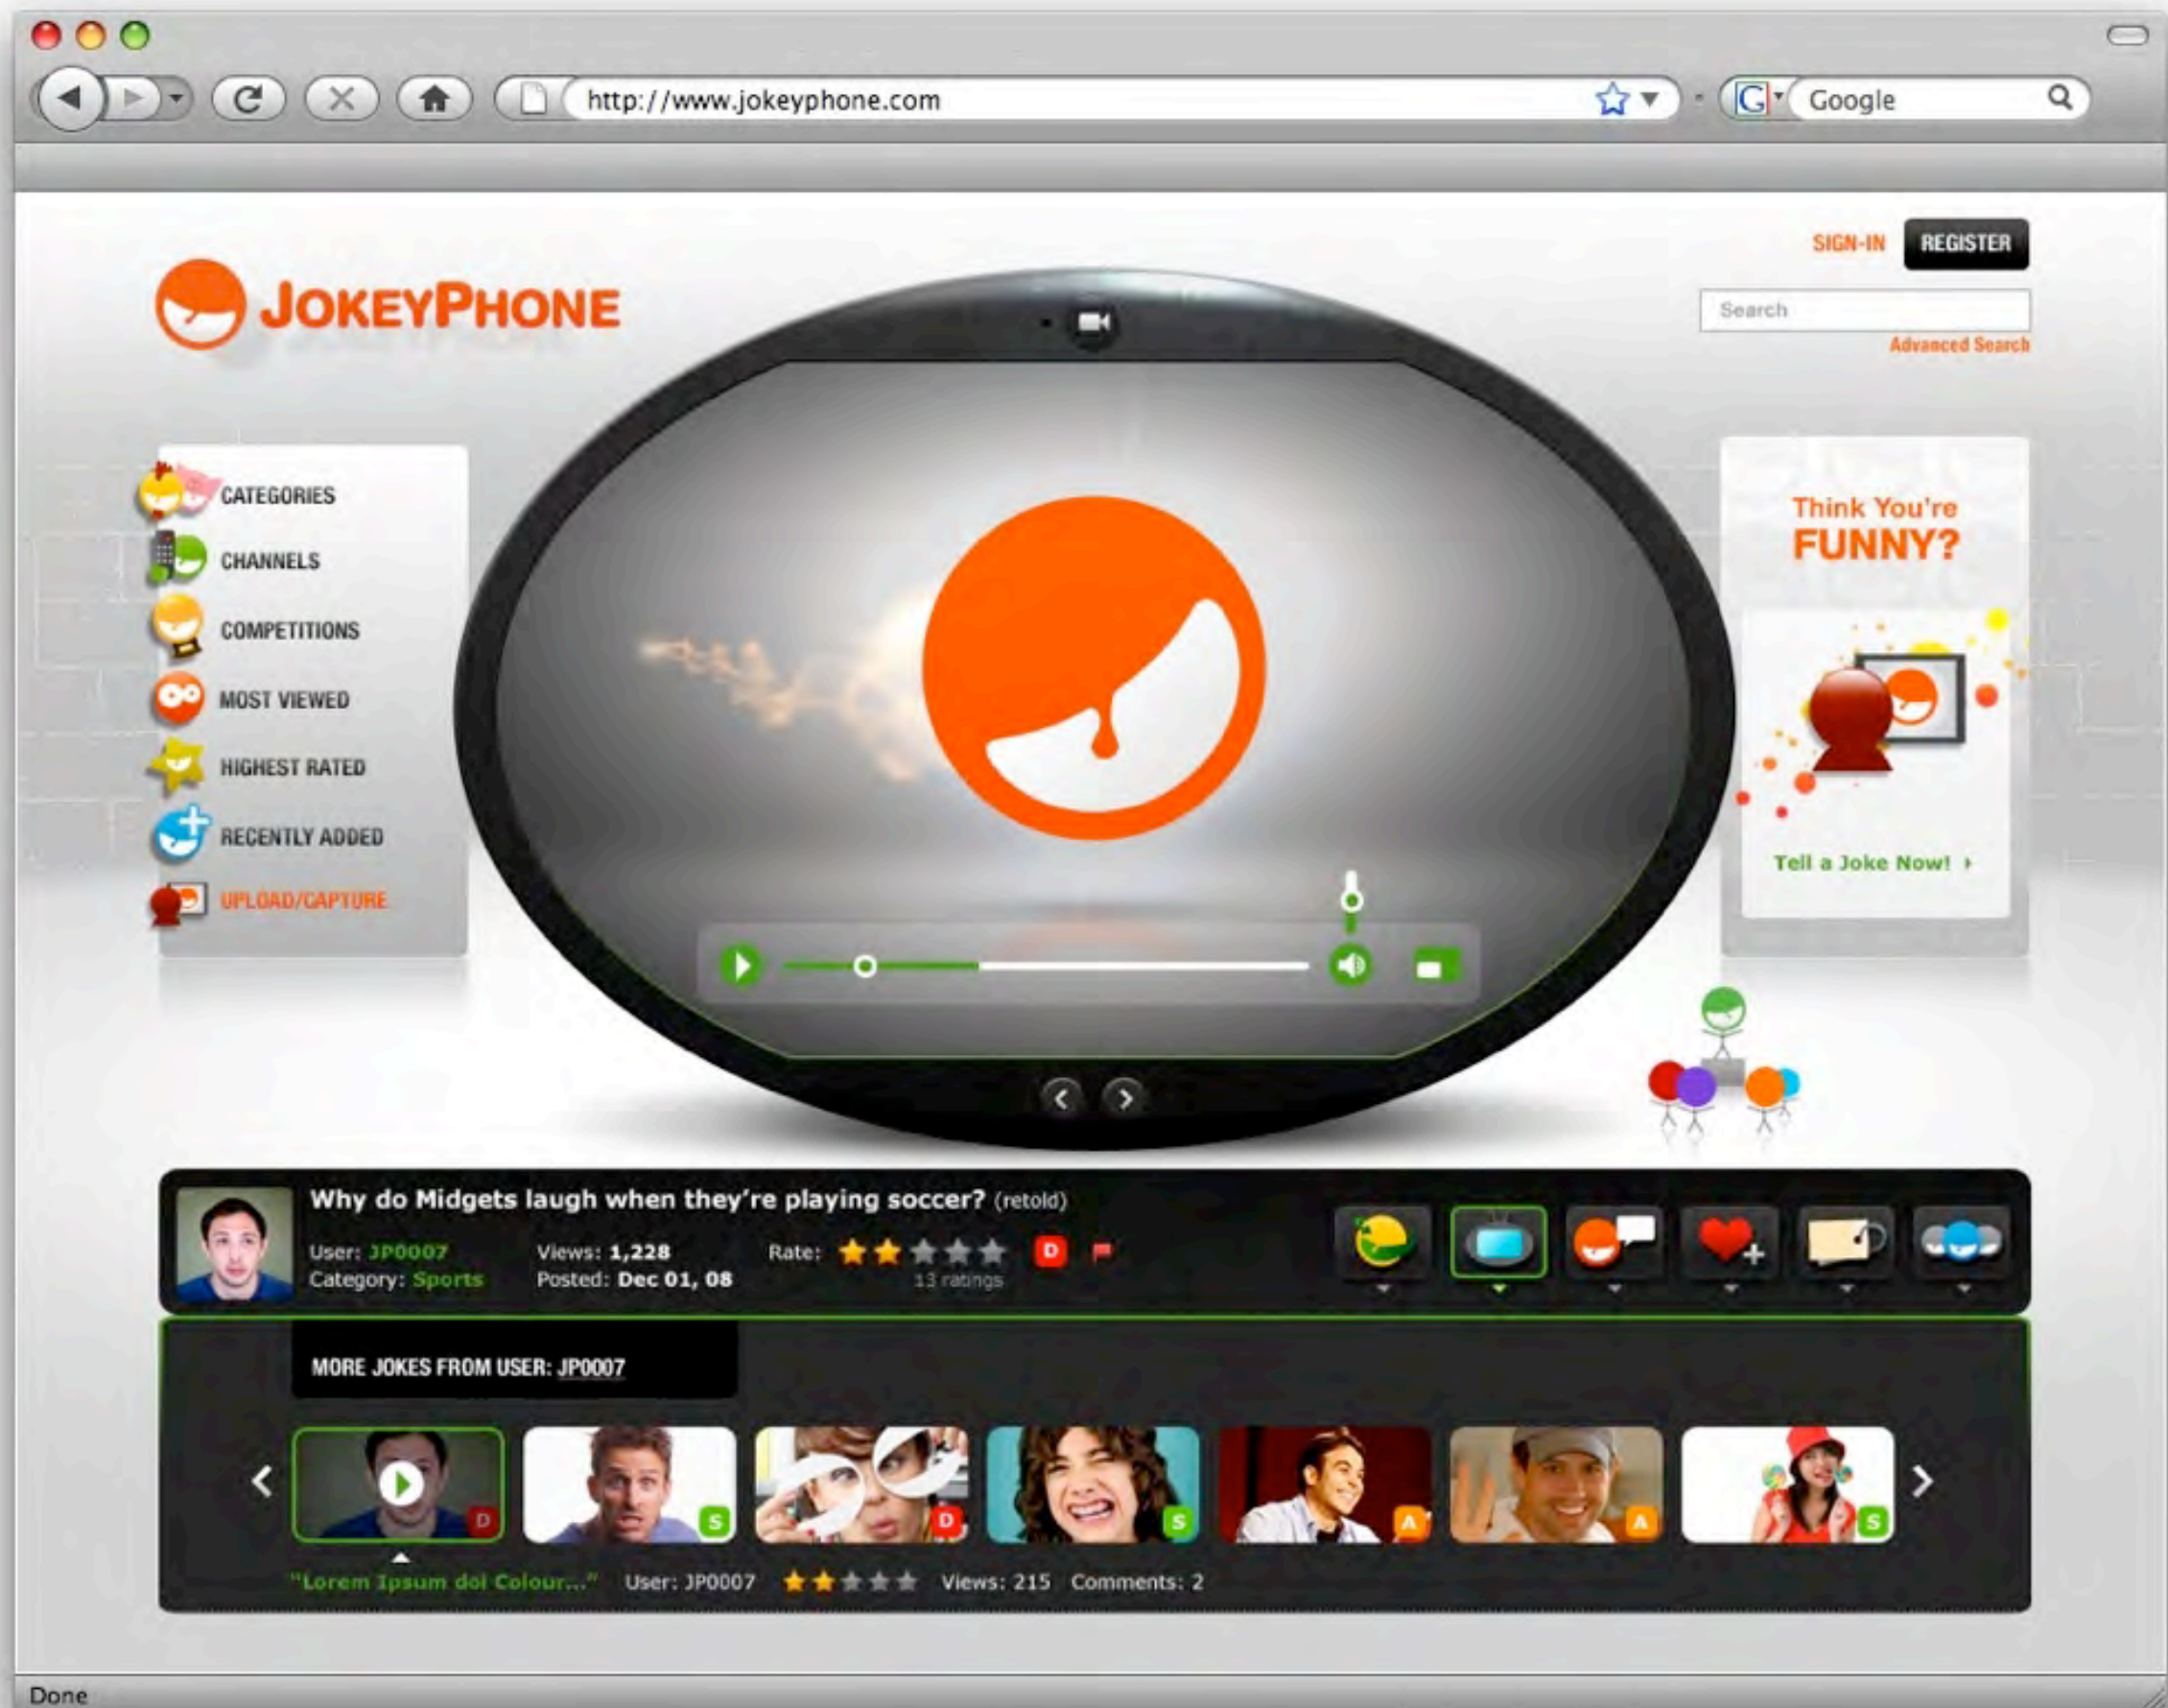 http://www.jokeyphone.com
Google
SIGN-IN
REGISTER
JOKEYPHONE
Search
Advanced Search
CATEGORIES
CHANNELS
COMPETITIONS
MOST VIEWED
HIGHEST RATED
RECENTLY ADDED
UPLOAD/CAPTURE
Think You're
FUNNY?
Tell a Joke Now!
Why do Midgets laugh when they're playing soccer? (retold)
User: JP0007 Views: 1,228 Rate: D
Category: Sports Posted: Dec 01, 08 13 ratings
MORE JOKES FROM USER: JP0007
D S D S A A S
"Lorem Ipsum dol Colour..." User: JP0007 Views: 215 Comments: 2
Done